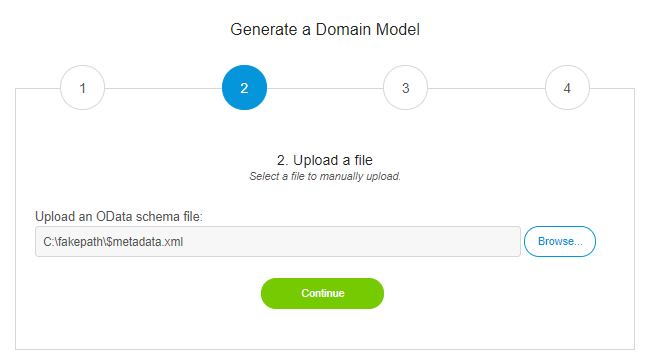 Generate a Domain Model
1 2 3 4
2. Upload a file
Select a file to manually upload.
Upload an OData schema file:
C:\fakepath\$metadata.xml Browse...
Continue